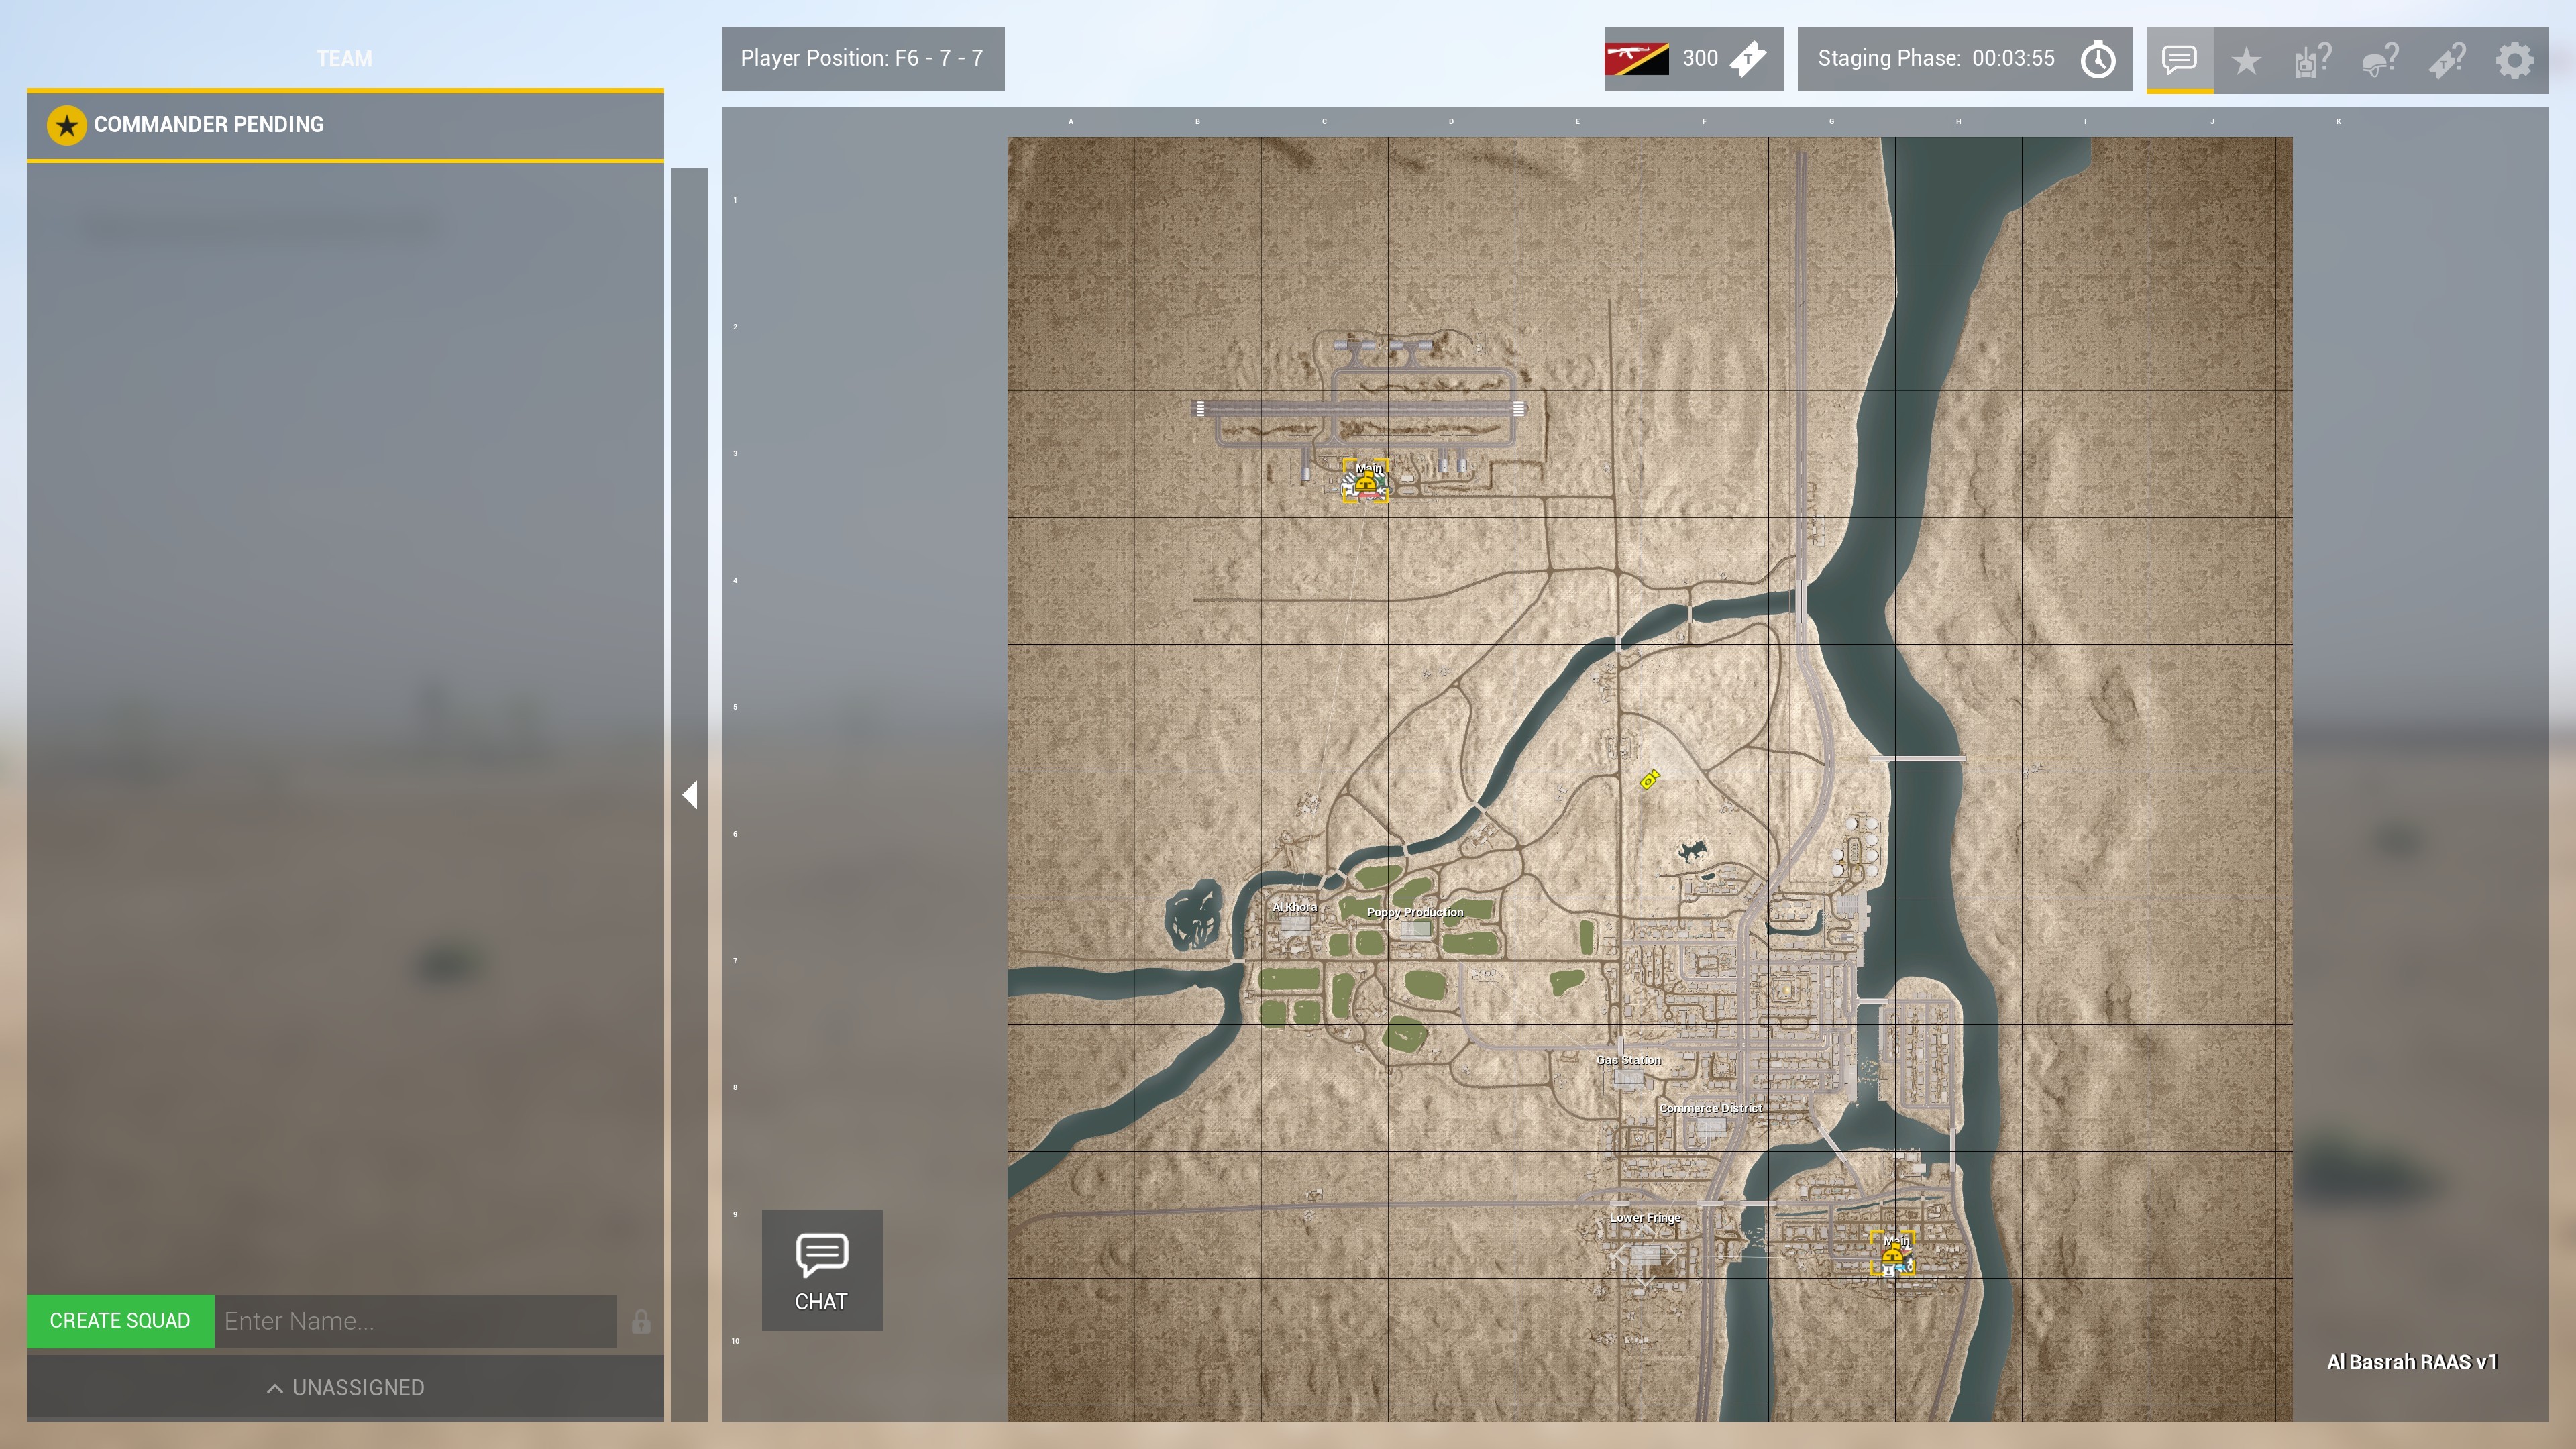 TEAM
Player Position: F6 - 7 - 7
300
T
Staging Phase: 00:03:55
?
?
T ?
COMMANDER PENDING
A B C D E F G H I J K
1
2
3
Main
4
5
6
Al Khora
Poppy Production
7
Gas Station
8
Commerce District
9
Lower Fringe
Main
CHAT
CREATE SQUAD Enter Name...
10
Al Basrah RAAS v1
UNASSIGNED